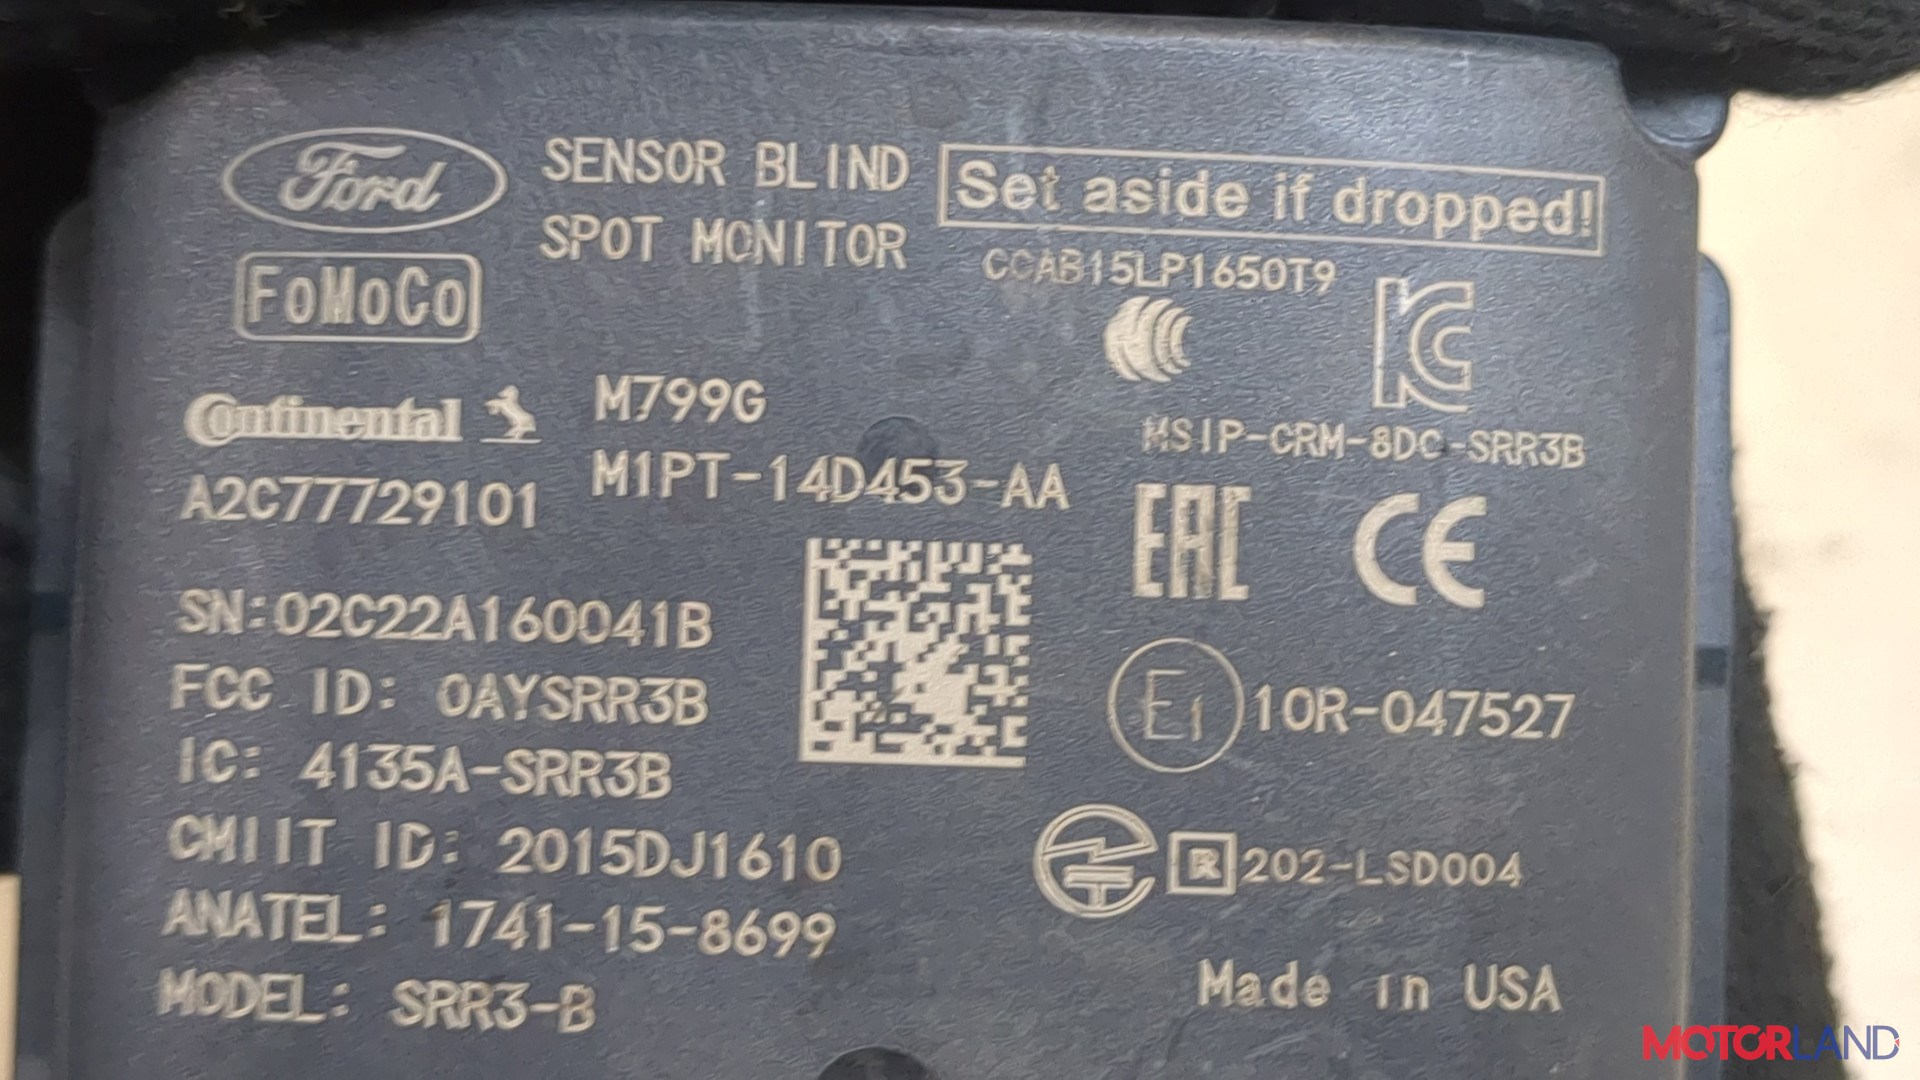 Ford
SENSOR BLIND
SPOT MONITOR
Set aside if dropped!
FoMoCo
CCAB15LP1650T9
Continental
M799G
MSIP-CRM-8DC-SRR3B
A2C77729101
M1PT-14D453-AA
EAC
CE
SN:02C22A160041B
FCC ID: OAYSRR3B
E1 10R-047527
IC: 4135A-SRR3B
CMIIT ID: 2015DJ1610
R 202-LSD004
ANATEL: 1741-15-8699
MODEL: SRR3-B
Made in USA
MOTORLAND